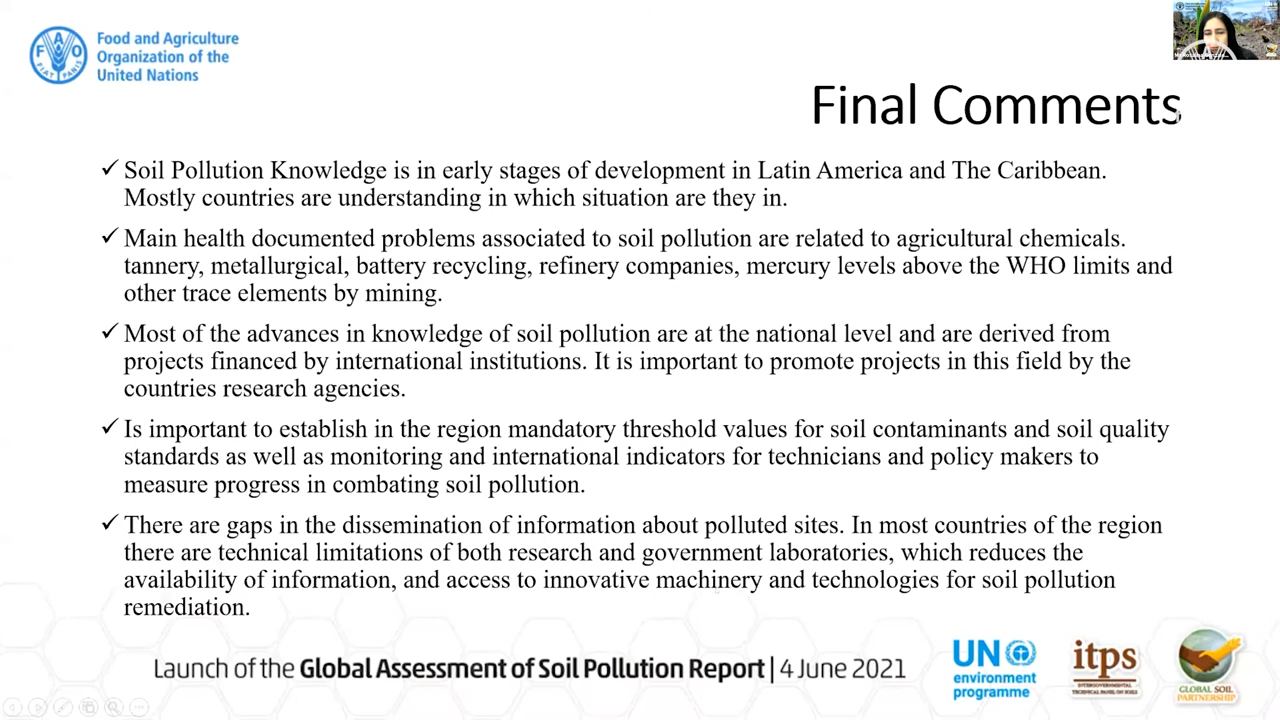 Food and Agriculture
Organization of the
United Nations
FAO
FIAT PANIS
Final Comments
✓ Soil Pollution Knowledge is in early stages of development in Latin America and The Caribbean.
Mostly countries are understanding in which situation are they in.
✓ Main health documented problems associated to soil pollution are related to agricultural chemicals.
tannery, metallurgical, battery recycling, refinery companies, mercury levels above the WHO limits and
other trace elements by mining.
✓ Most of the advances in knowledge of soil pollution are at the national level and are derived from
projects financed by international institutions. It is important to promote projects in this field by the
countries research agencies.
✓ Is important to establish in the region mandatory threshold values for soil contaminants and soil quality
standards as well as monitoring and international indicators for technicians and policy makers to
measure progress in combating soil pollution.
✓ There are gaps in the dissemination of information about polluted sites. In most countries of the region
there are technical limitations of both research and government laboratories, which reduces the
availability of information, and access to innovative machinery and technologies for soil pollution
remediation.
Launch of the Global Assessment of Soil Pollution Report | 4 June 2021
UN
environment
programme
itps
INTERGOVERNMENTAL
TECHNICAL PANEL ON SOILS
GLOBAL SOIL
PARTNERSHIP